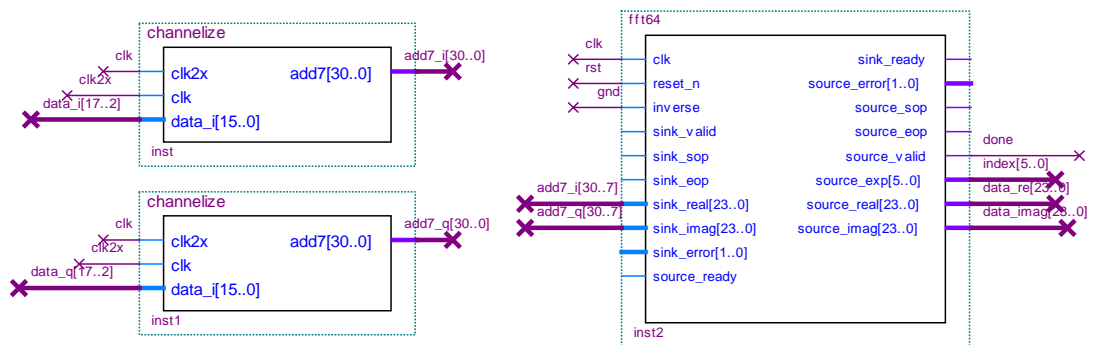 channelize
clk
clk2x
clk2x
clk
data_i[17..2]
data_i[15..0]
add7[30..0]
add7_i[30..0]
inst
channelize
clk
clk2x
clk2x
clk
data_q[17..2]
data_i[15..0]
add7[30..0]
add7_q[30..0]
inst1
fft64
clk
clk
rst
reset_n
gnd
inverse
sink_valid
sink_sop
sink_eop
add7_i[30..7]
sink_real[23..0]
add7_q[30..7]
sink_imag[23..0]
sink_error[1..0]
source_ready
sink_ready
source_error[1..0]
source_sop
source_eop
done
source_valid
index[5..0]
source_exp[5..0]
data_re[23..0]
source_real[23..0]
data_imag[23..0]
source_imag[23..0]
inst2